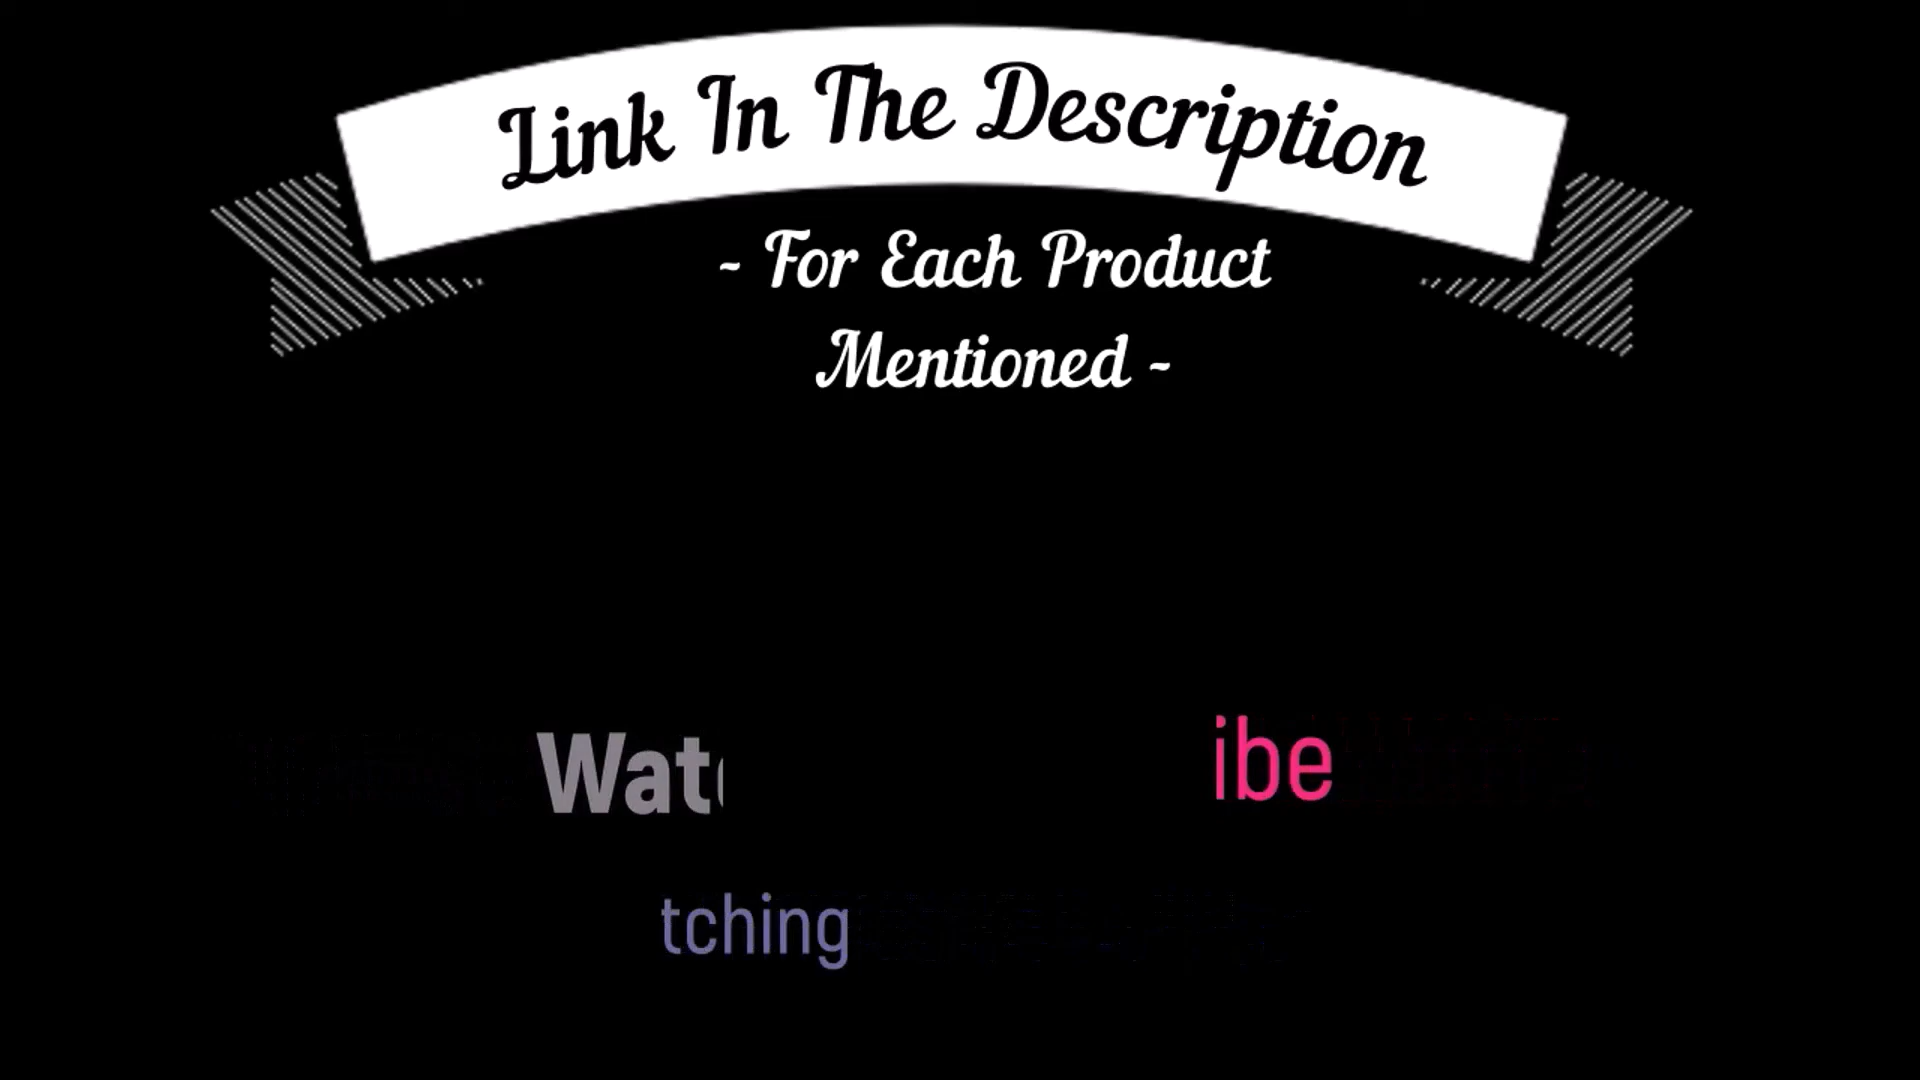 Link In The Description
~ For Each Product
Mentioned ~
Wat
ibe
tching